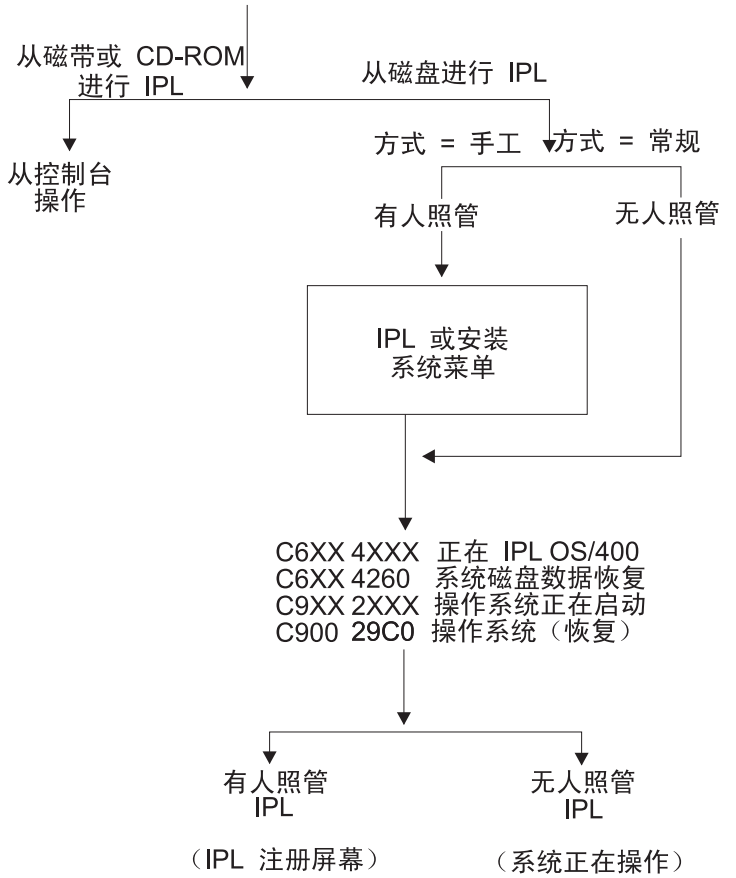 从磁带或 CD-ROM
进行 IPL
从磁盘进行 IPL
从控制台
操作
方式 = 手工
方式 = 常规
有人照管
无人照管
IPL 或安装
系统菜单
C6XX 4XXX 正在 IPL OS/400
C6XX 4260 系统磁盘数据恢复
C9XX 2XXX 操作系统正在启动
C900 29C0 操作系统（恢复）
有人照管
IPL
（IPL 注册屏幕）
无人照管
IPL
（系统正在操作）